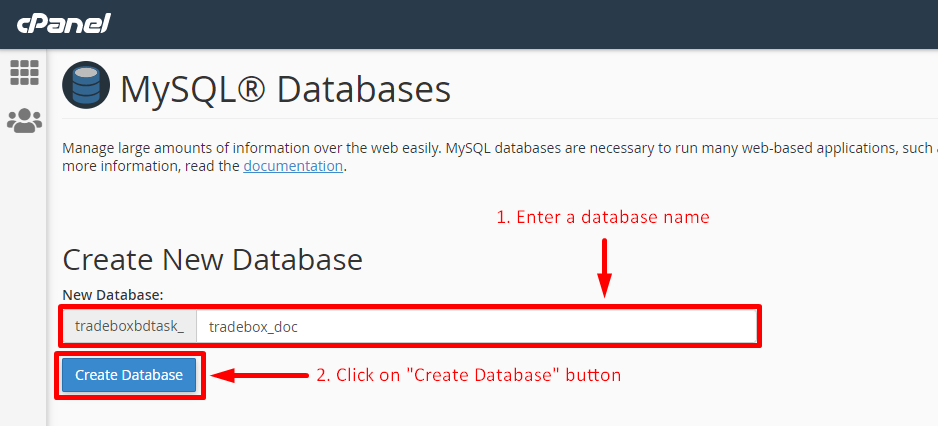 cPanel
MySQL® Databases
Manage large amounts of information over the web easily. MySQL databases are necessary to run many web-based applications, such
more information, read the documentation.
1. Enter a database name
Create New Database
New Database:
tradeboxbdtask_ tradebox_doc
Create Database 2. Click on "Create Database" button